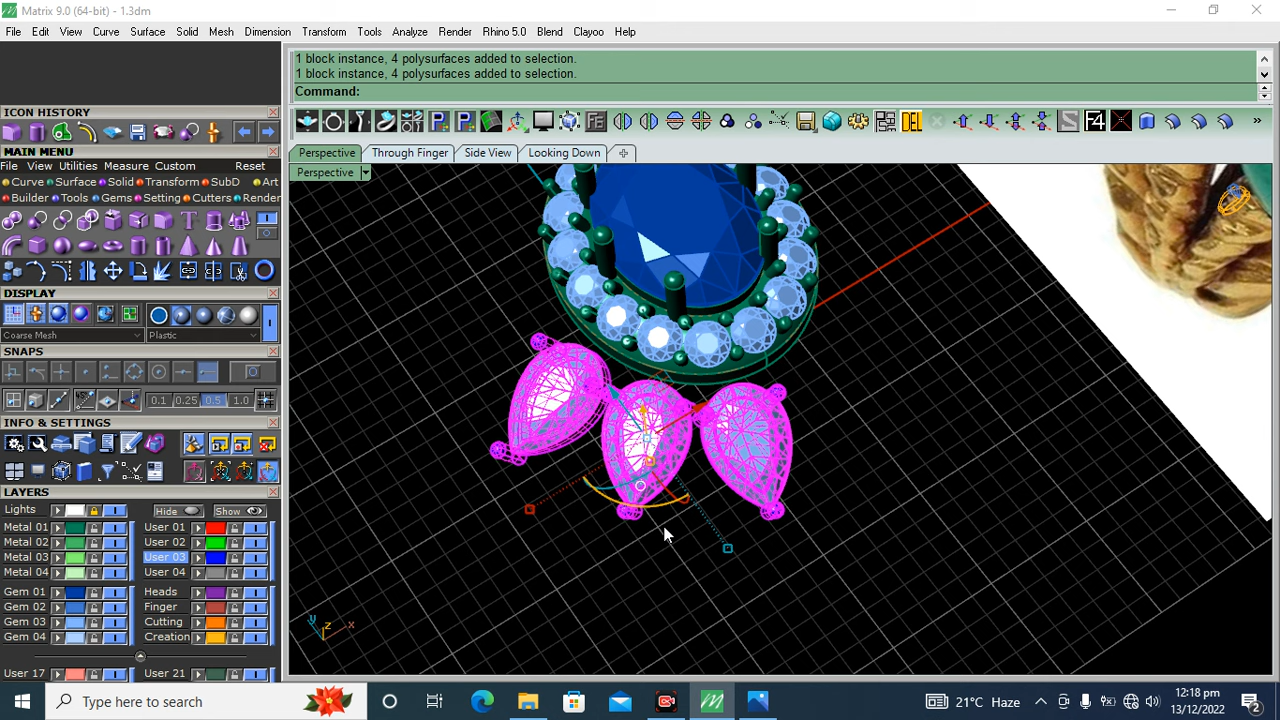 Matrix 9.0 (64-bit) - 1.3dm
File Edit View Curve Surface Solid Mesh Dimension Transform Tools Analyze Render Rhino 5.0 Blend Clayoo Help
1 block instance, 4 polysurfaces added to selection.
1 block instance, 4 polysurfaces added to selection.
Command:
ICON HISTORY
MAIN MENU
File View Utilities Measure Custom Reset
Curve Surface Solid Transform SubD Art
Builder Tools Gems Setting Cutters Render
DISPLAY
Coarse Mesh Plastic
SNAPS
0.1 0.25 0.5 1.0
INFO & SETTINGS
LAYERS
Lights Hide Show
Metal 01 User 01
Metal 02 User 02
Metal 03 User 03
Metal 04 User 04
Gem 01 Heads
Gem 02 Finger
Gem 03 Cutting
Gem 04 Creation
User 17 User 21
P P FE DEL S F4 »
Perspective Through Finger Side View Looking Down
Perspective
y z x
Type here to search
21°C Haze
12:18 pm
13/12/2022
2